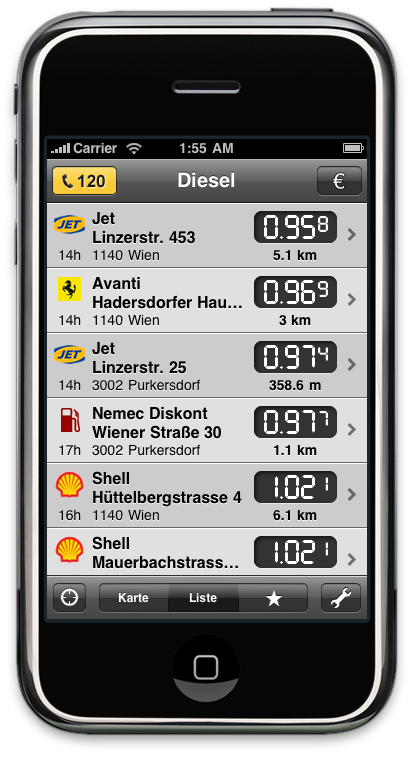 Carrier 1:55 AM
120 Diesel €
JET Jet 0.95 8
Linzerstr. 453
14h 1140 Wien 5.1 km
Avanti 0.96 9
Hadersdorfer Hau...
14h 1140 Wien 3 km
JET Jet 0.97 4
Linzerstr. 25
14h 3002 Purkersdorf 358.6 m
Nemec Diskont 0.97 7
Wiener Straße 30
17h 3002 Purkersdorf 1.1 km
Shell 1.02 1
Hüttelbergstrasse 4
16h 1140 Wien 6.1 km
Shell 1.02 1
Mauerbachstrass...
Karte Liste